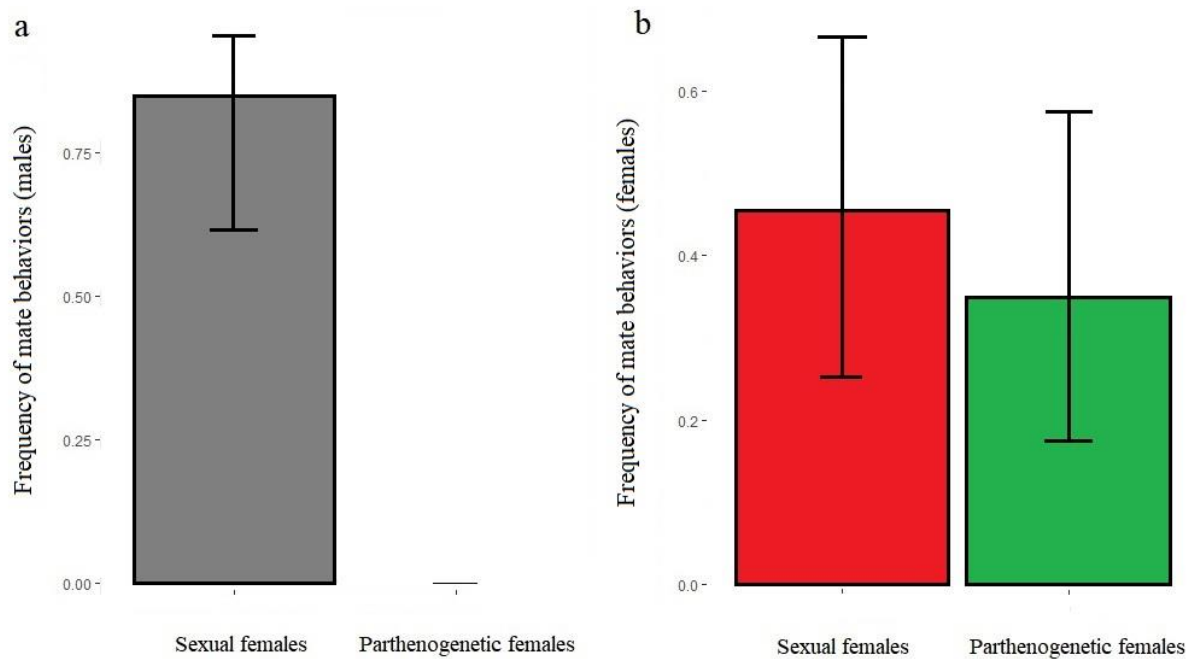 a
Frequency of mate behaviors (males)
0.75
0.50
0.25
0.00
Sexual females
Parthenogenetic females
b
Frequency of mate behaviors (females)
0.6
0.4
0.2
0.0
Sexual females
Parthenogenetic females